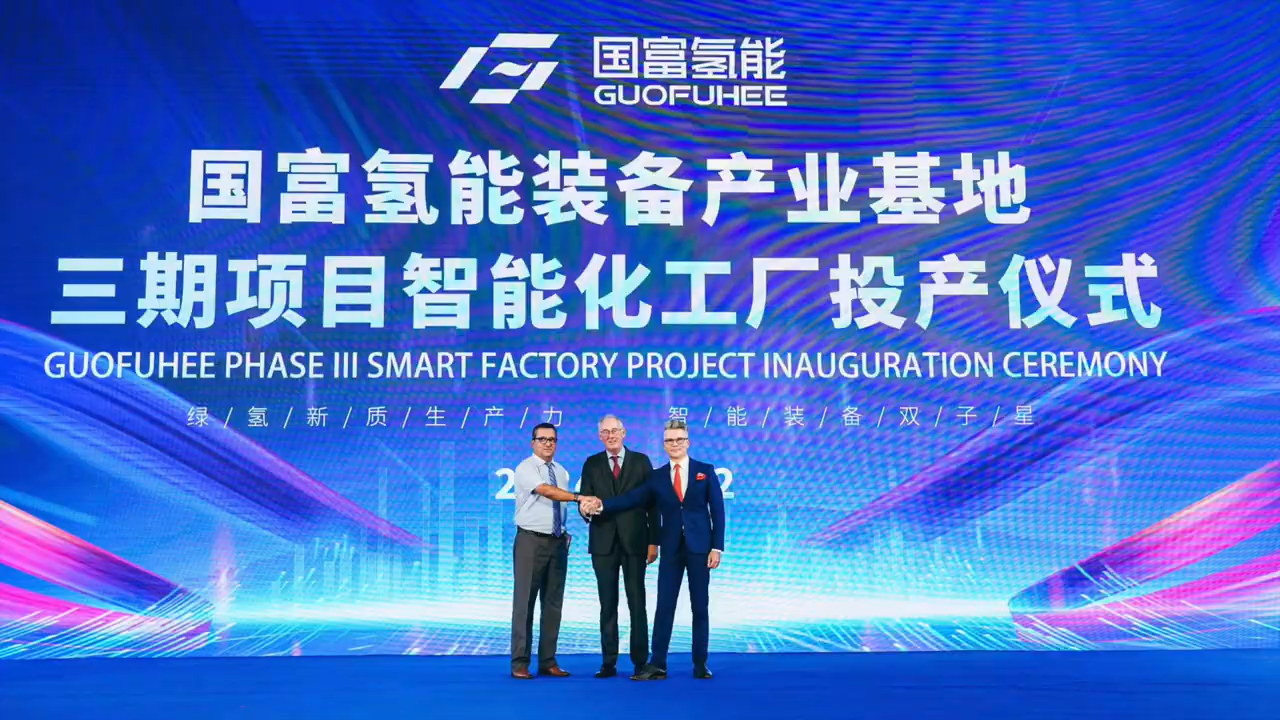 国富氢能
GUOFUHEE
国富氢能装备产业基地
三期项目智能化工厂投产仪式
GUOFUHEE PHASE III SMART FACTORY PROJECT INAUGURATION CEREMONY
绿/氢/新/质/生/产/力 智/能/装/备/双/子/星